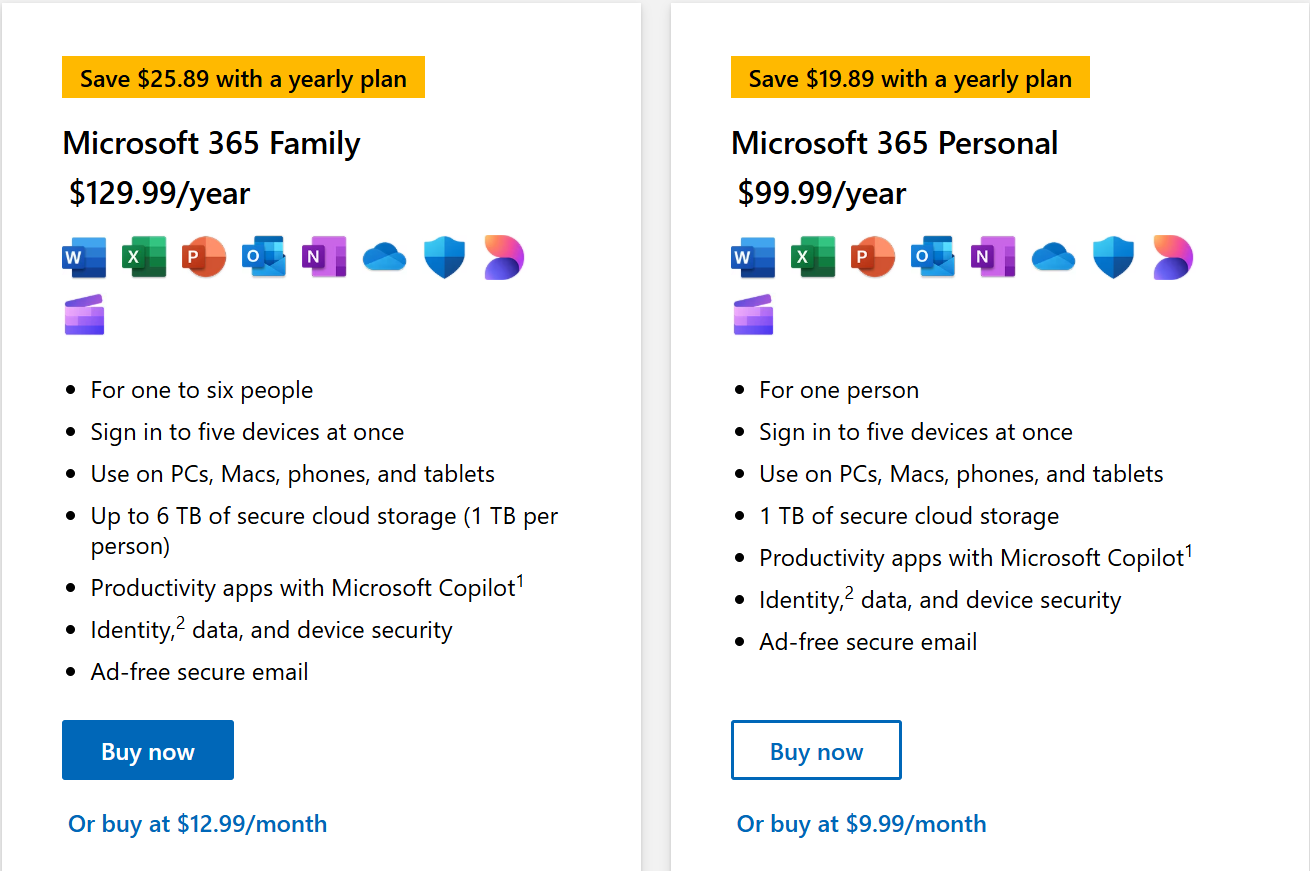 Save $25.89 with a yearly plan
Microsoft 365 Family
$129.99/year
W X P O N
• For one to six people
• Sign in to five devices at once
• Use on PCs, Macs, phones, and tablets
• Up to 6 TB of secure cloud storage (1 TB per
person)
• Productivity apps with Microsoft Copilot¹
• Identity,² data, and device security
• Ad-free secure email
Buy now
Or buy at $12.99/month
Save $19.89 with a yearly plan
Microsoft 365 Personal
$99.99/year
W X P O N
• For one person
• Sign in to five devices at once
• Use on PCs, Macs, phones, and tablets
• 1 TB of secure cloud storage
• Productivity apps with Microsoft Copilot¹
• Identity,² data, and device security
• Ad-free secure email
Buy now
Or buy at $9.99/month